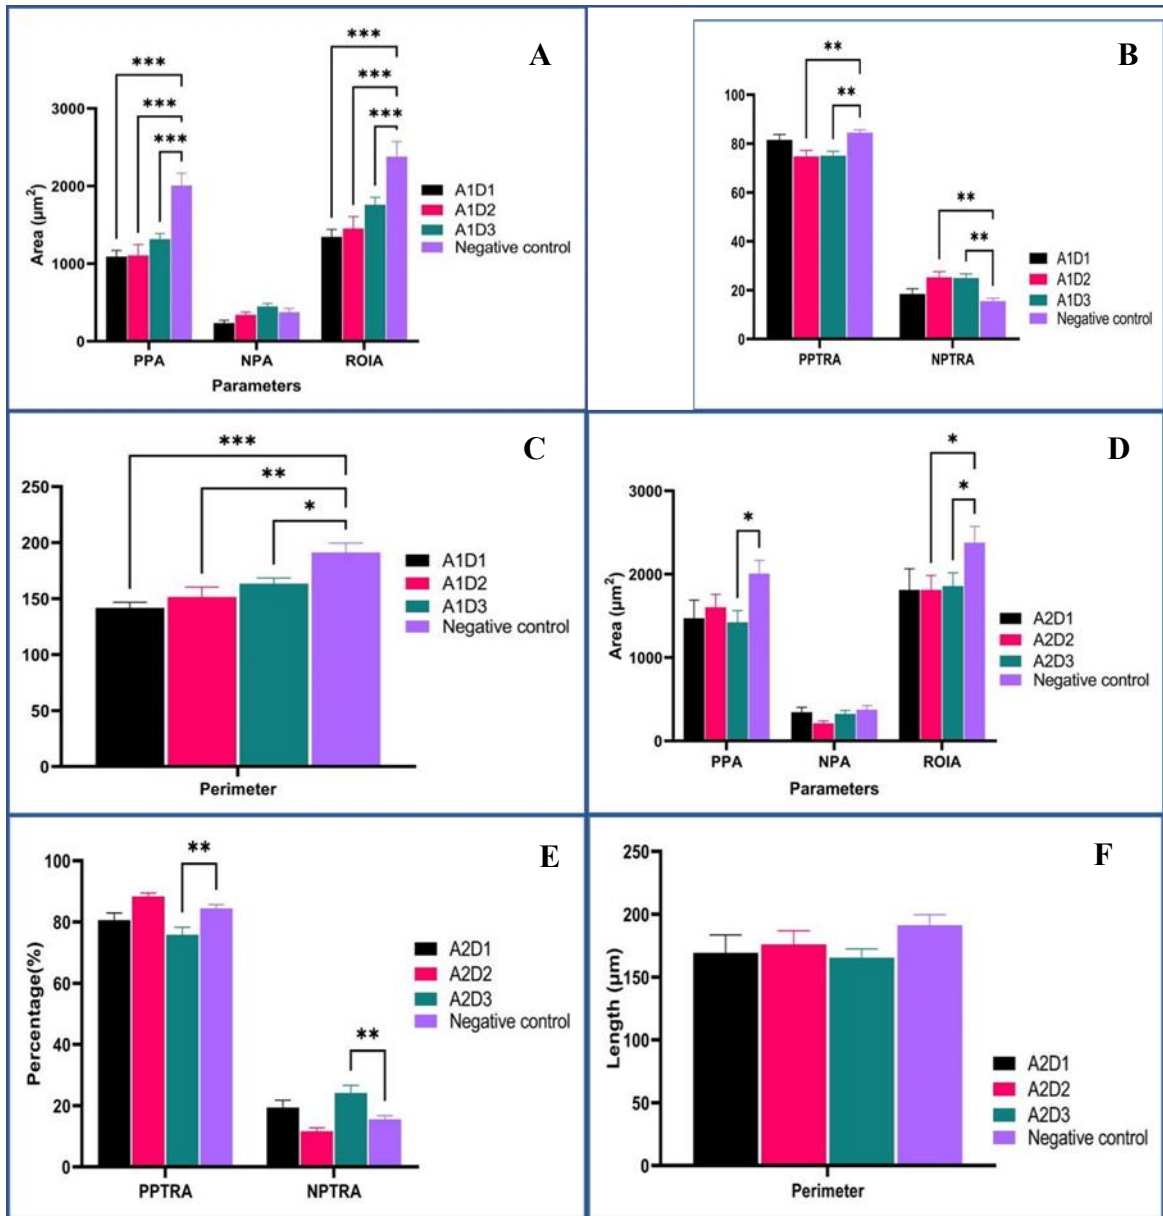 A
***
***
***
***
***
***
3000
2000
1000
0
Area (µm²)
PPA NPA ROIA
Parameters
A1D1
A1D2
A1D3
Negative control
B
**
**
**
**
100
80
60
40
20
0
PPTRA NPTRA
A1D1
A1D2
A1D3
Negative control
C
***
**
*
250
200
150
100
50
0
Perimeter
A1D1
A1D2
A1D3
Negative control
D
*
*
*
3000
2000
1000
0
Area (µm²)
PPA NPA ROIA
Parameters
A2D1
A2D2
A2D3
Negative control
E
**
**
100
80
60
40
20
0
Percentage(%)
PPTRA NPTRA
A2D1
A2D2
A2D3
Negative control
F
250
200
150
100
50
0
Length (µm)
Perimeter
A2D1
A2D2
A2D3
Negative control